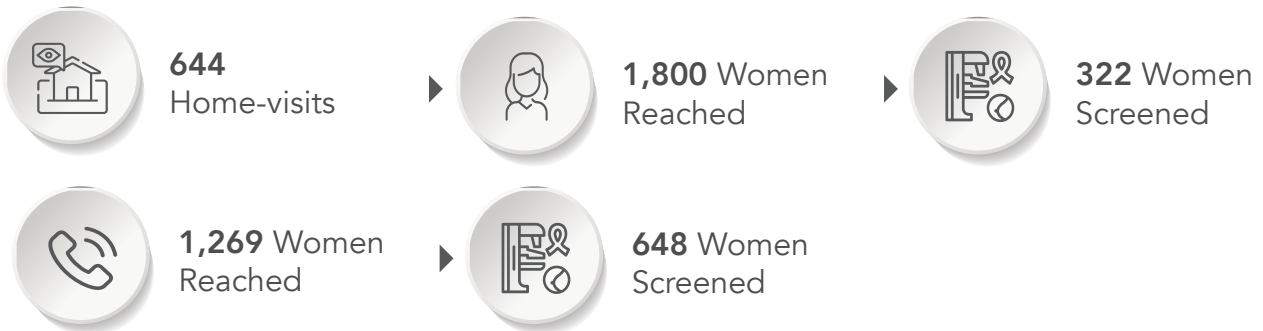 644
Home-visits
1,800 Women
Reached
322 Women
Screened
1,269 Women
Reached
648 Women
Screened